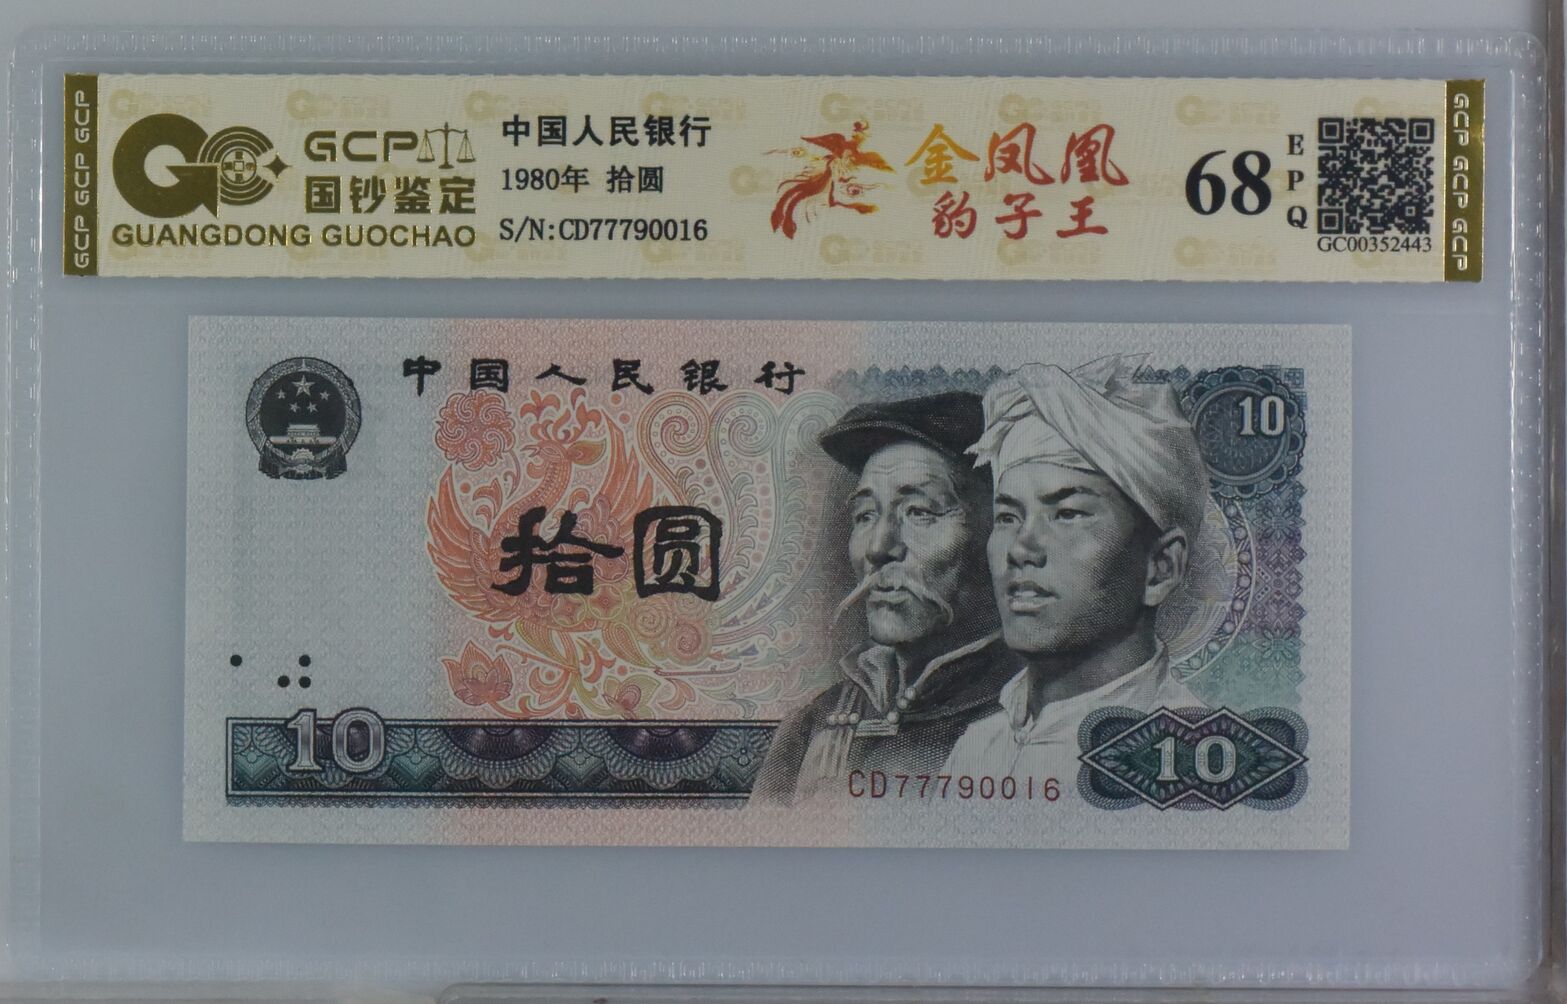 GCP GCP GCP
GCP
国钞鉴定
GUANGDONG GUOCHAO
中国人民银行
1980年 拾圆
S/N:CD77790016
金凤凰
豹子王
68
EPQ
GC00352443
GCP GCP GCP
中国人民银行
10
拾圆
10
CD77790016
10